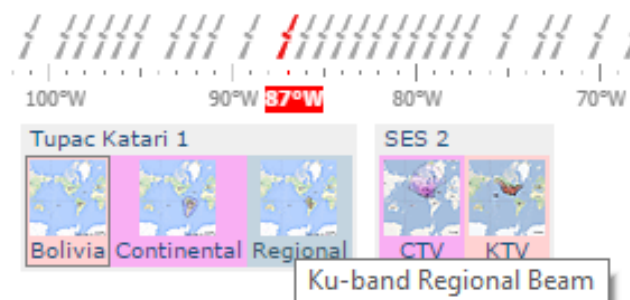 100°W 90°W 87°W 80°W 70°W
Tupac Katari 1 SES 2
Bolivia Continental Regional CTV KTV
Ku-band Regional Beam